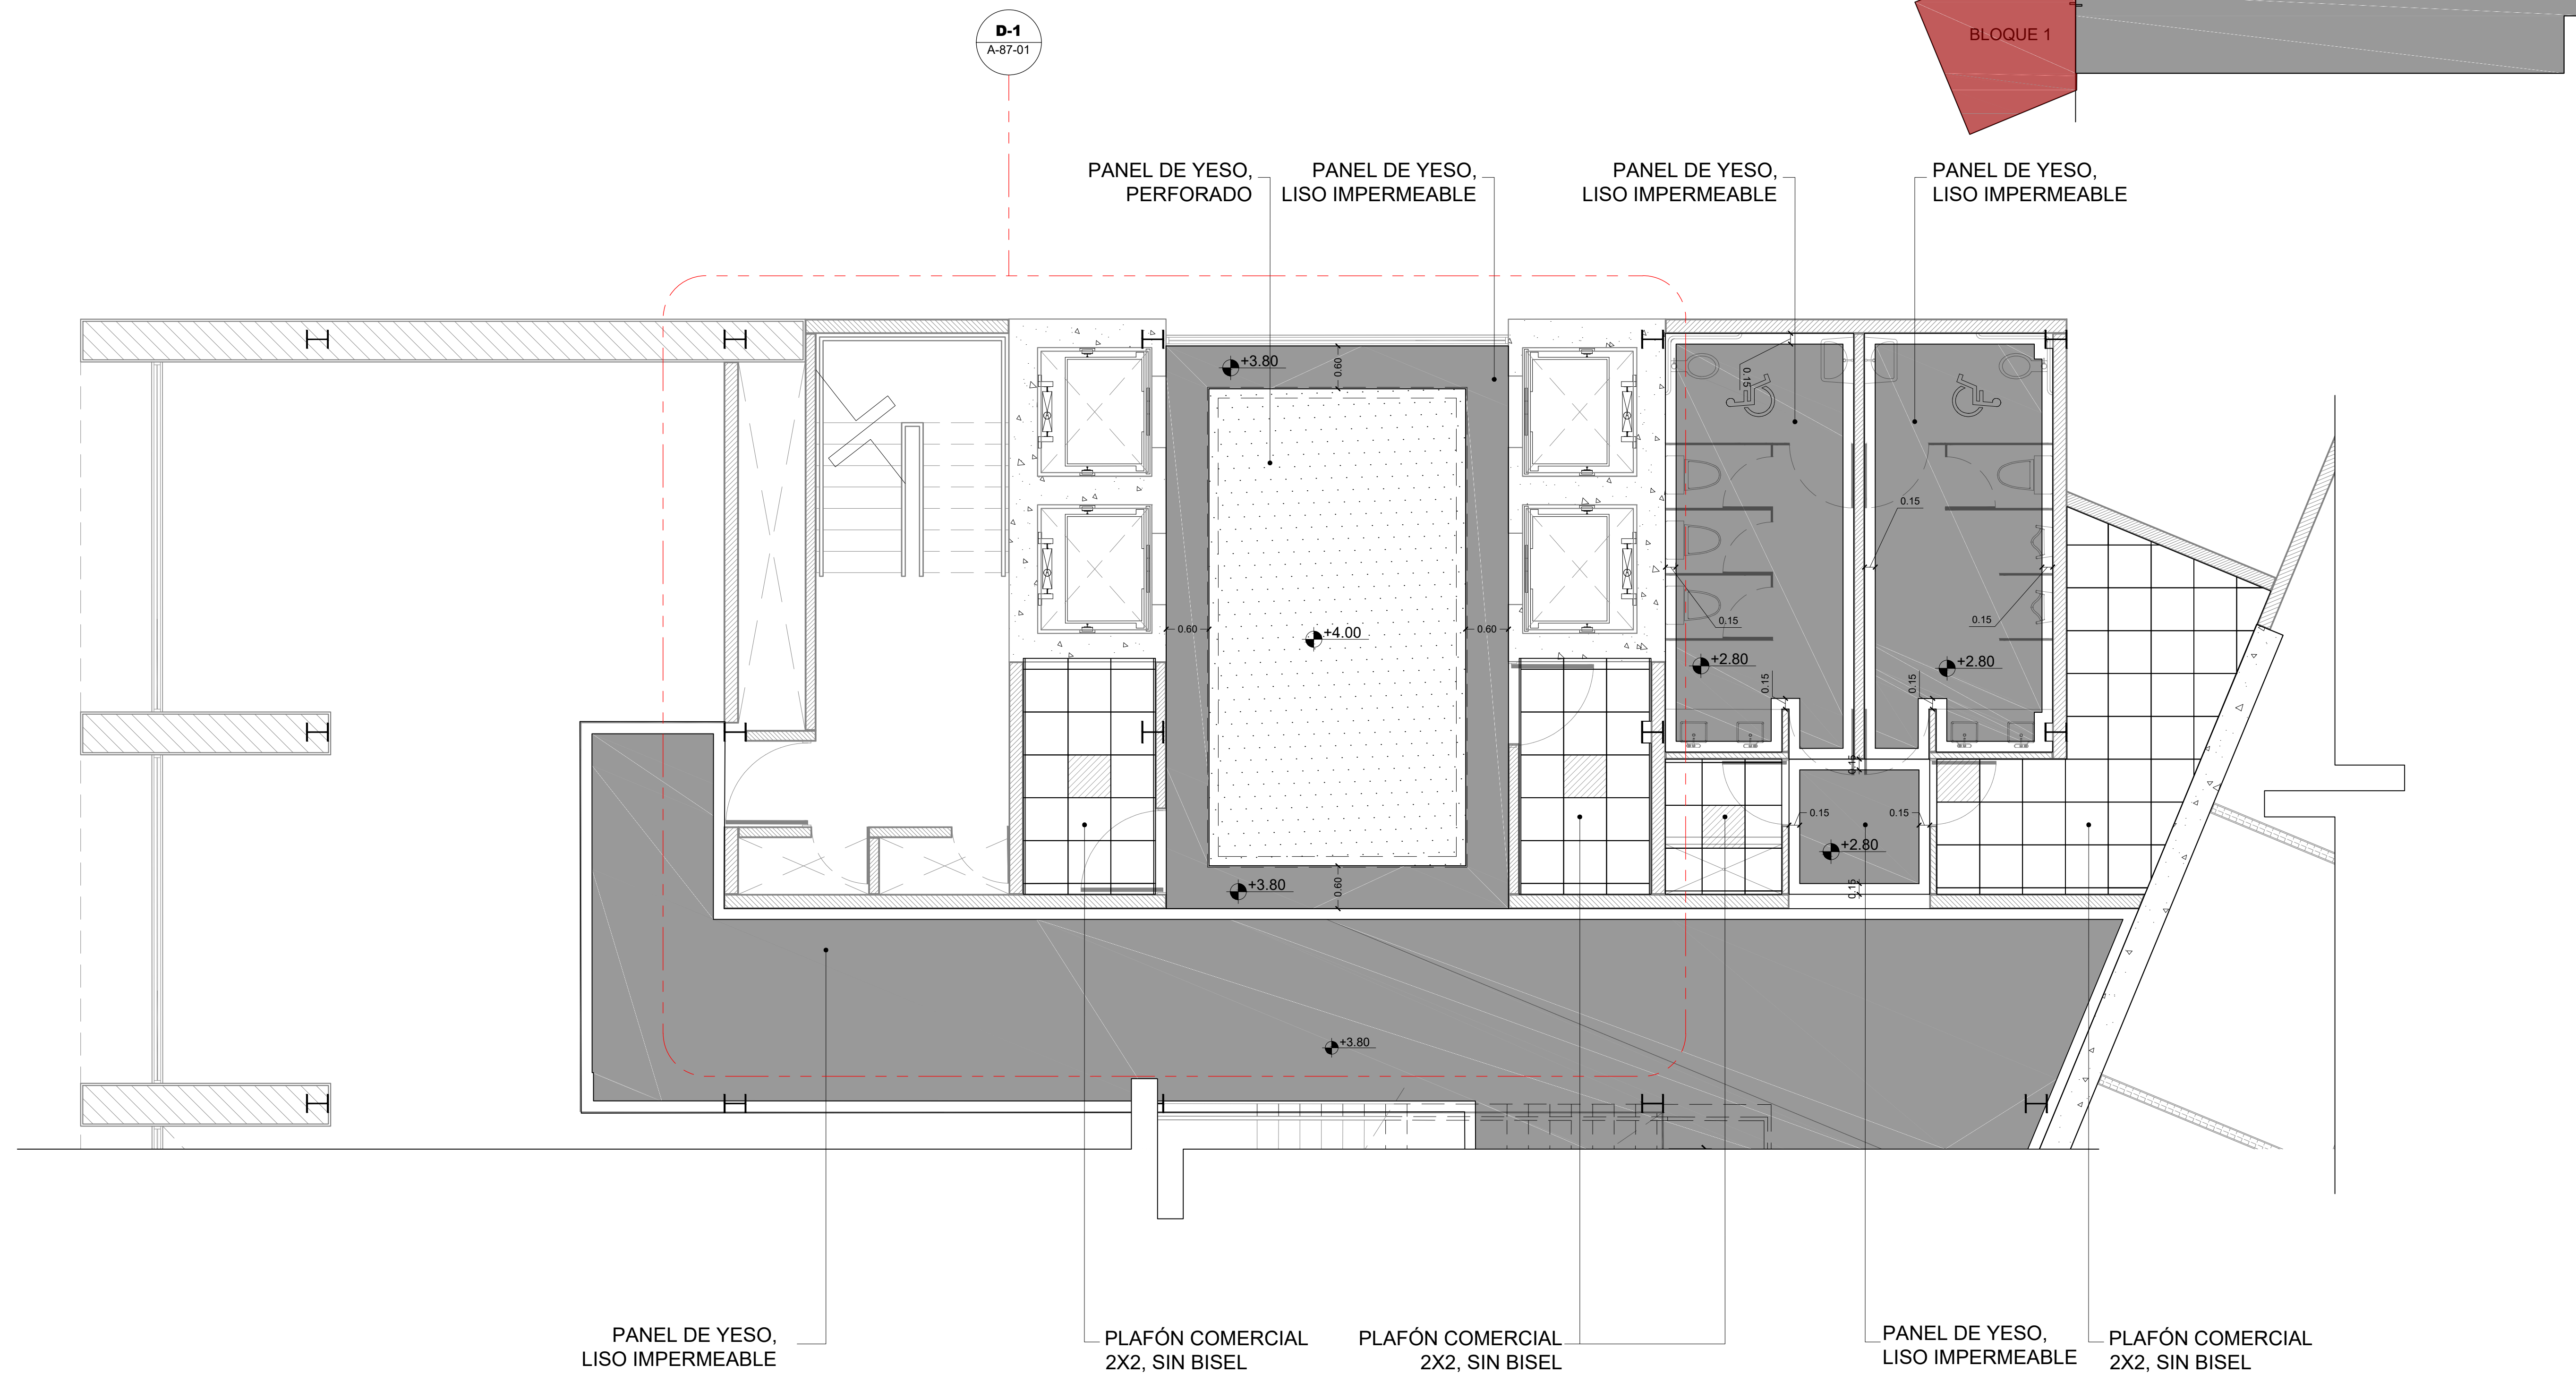 D-1
A-87-01
BLOQUE 1
PANEL DE YESO,
PERFORADO
PANEL DE YESO,
LISO IMPERMEABLE
PANEL DE YESO,
LISO IMPERMEABLE
PANEL DE YESO,
LISO IMPERMEABLE
+3.80
0.60
0.15
0.15
0.60
+4.00
0.60
0.15
0.15
+2.80
+2.80
0.15
0.15
0.15
0.15
0.15
+2.80
+3.80
0.60
0.15
+3.80
PANEL DE YESO,
LISO IMPERMEABLE
PLAFÓN COMERCIAL
2X2, SIN BISEL
PLAFÓN COMERCIAL
2X2, SIN BISEL
PANEL DE YESO,
LISO IMPERMEABLE
PLAFÓN COMERCIAL
2X2, SIN BISEL